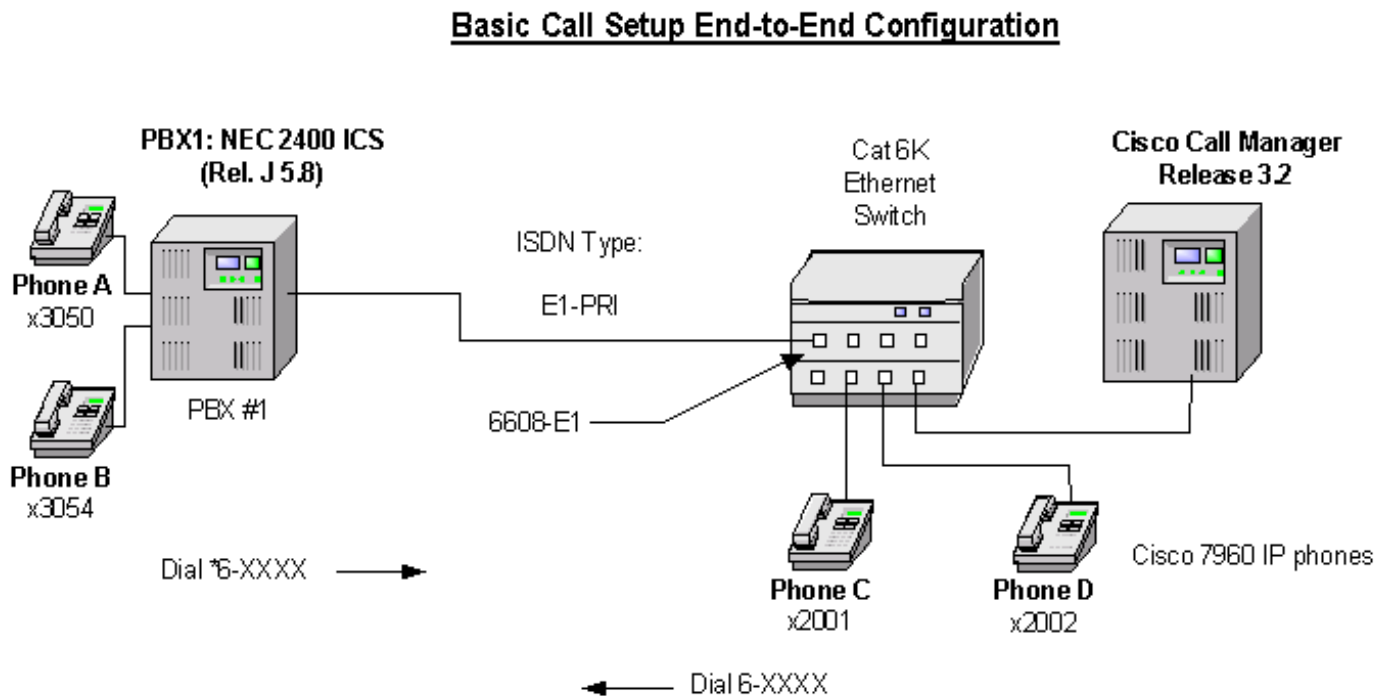 Basic Call Setup End-to-End Configuration
PBX1: NEC 2400 ICS
(Rel. J 5.8)
Cat 6K
Ethernet
Switch
Cisco Call Manager
Release 3.2
ISDN Type:
E1-PRI
Phone A
x3050
PBX #1
6608-E1
Phone B
x3054
Dial *6-XXXX
Cisco 7960 IP phones
Phone C
x2001
Phone D
x2002
Dial 6-XXXX